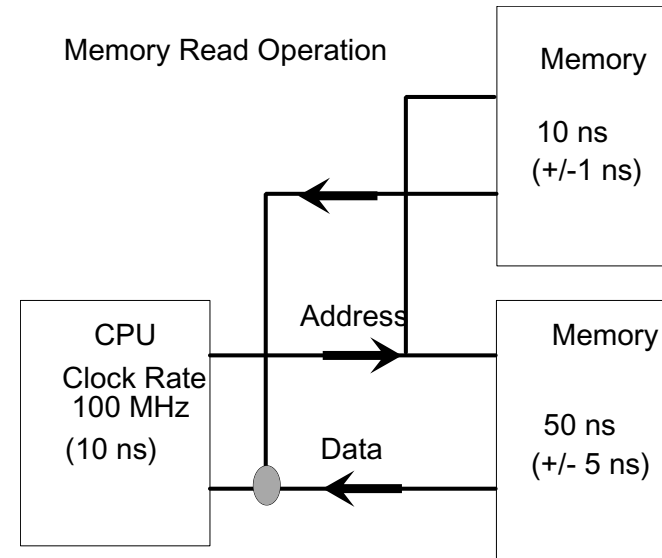 Memory Read Operation
Memory
10 ns
(+/-1 ns)
Address
CPU
Clock Rate
100 MHz
(10 ns)
Data
Memory
50 ns
(+/- 5 ns)